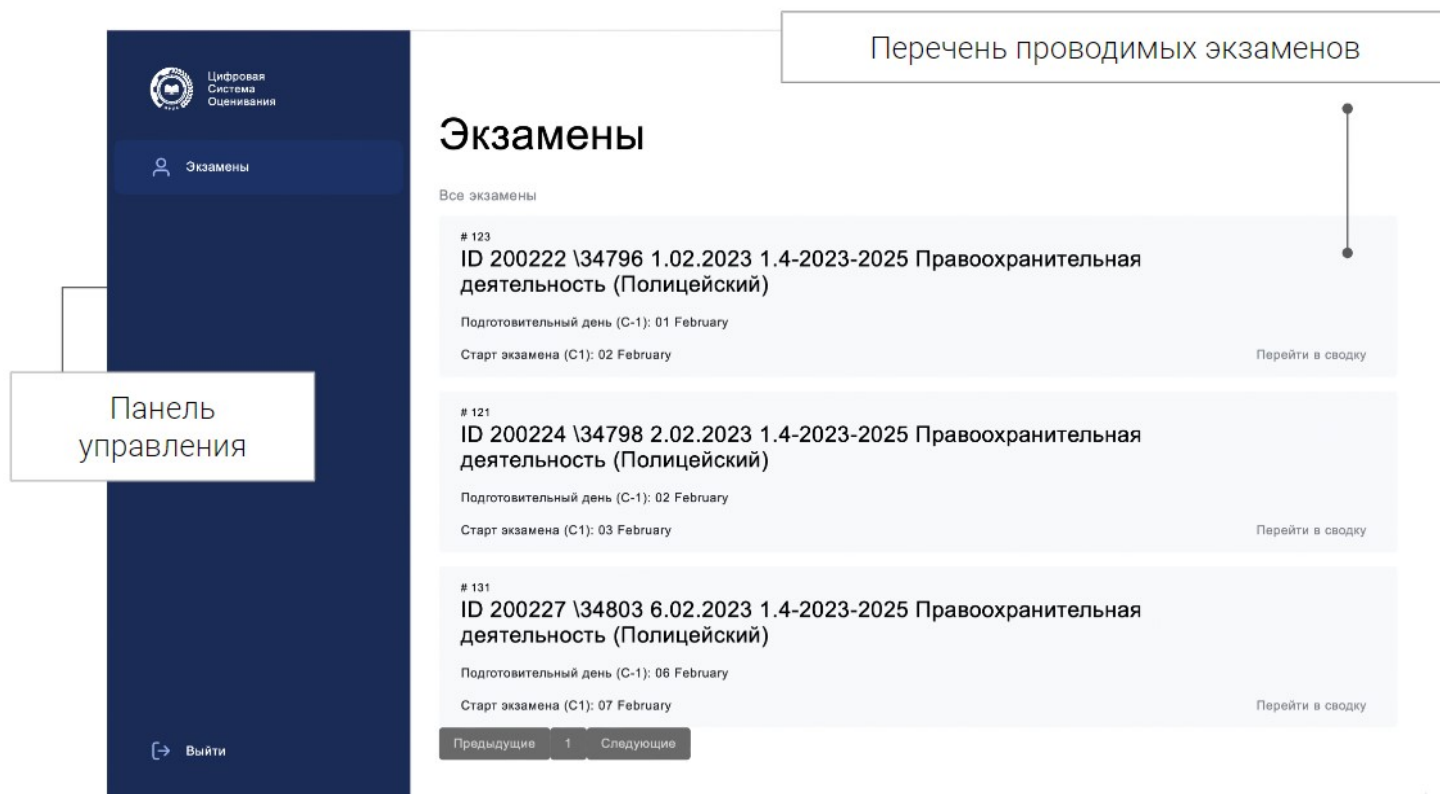 Перечень проводимых экзаменов
Цифровая
Система
Оценивания
Экзамены
Экзамены
Все экзамены
# 123
ID 200222 \34796 1.02.2023 1.4-2023-2025 Правоохранительная
деятельность (Полицейский)
Подготовительный день (С-1): 01 February
Старт экзамена (С1): 02 February
Перейти в сводку
Панель
управления
# 121
ID 200224 \34798 2.02.2023 1.4-2023-2025 Правоохранительная
деятельность (Полицейский)
Подготовительный день (С-1): 02 February
Старт экзамена (С1): 03 February
Перейти в сводку
# 131
ID 200227 \34803 6.02.2023 1.4-2023-2025 Правоохранительная
деятельность (Полицейский)
Подготовительный день (С-1): 06 February
Старт экзамена (С1): 07 February
Перейти в сводку
Предыдущие 1 Следующие
Выйти